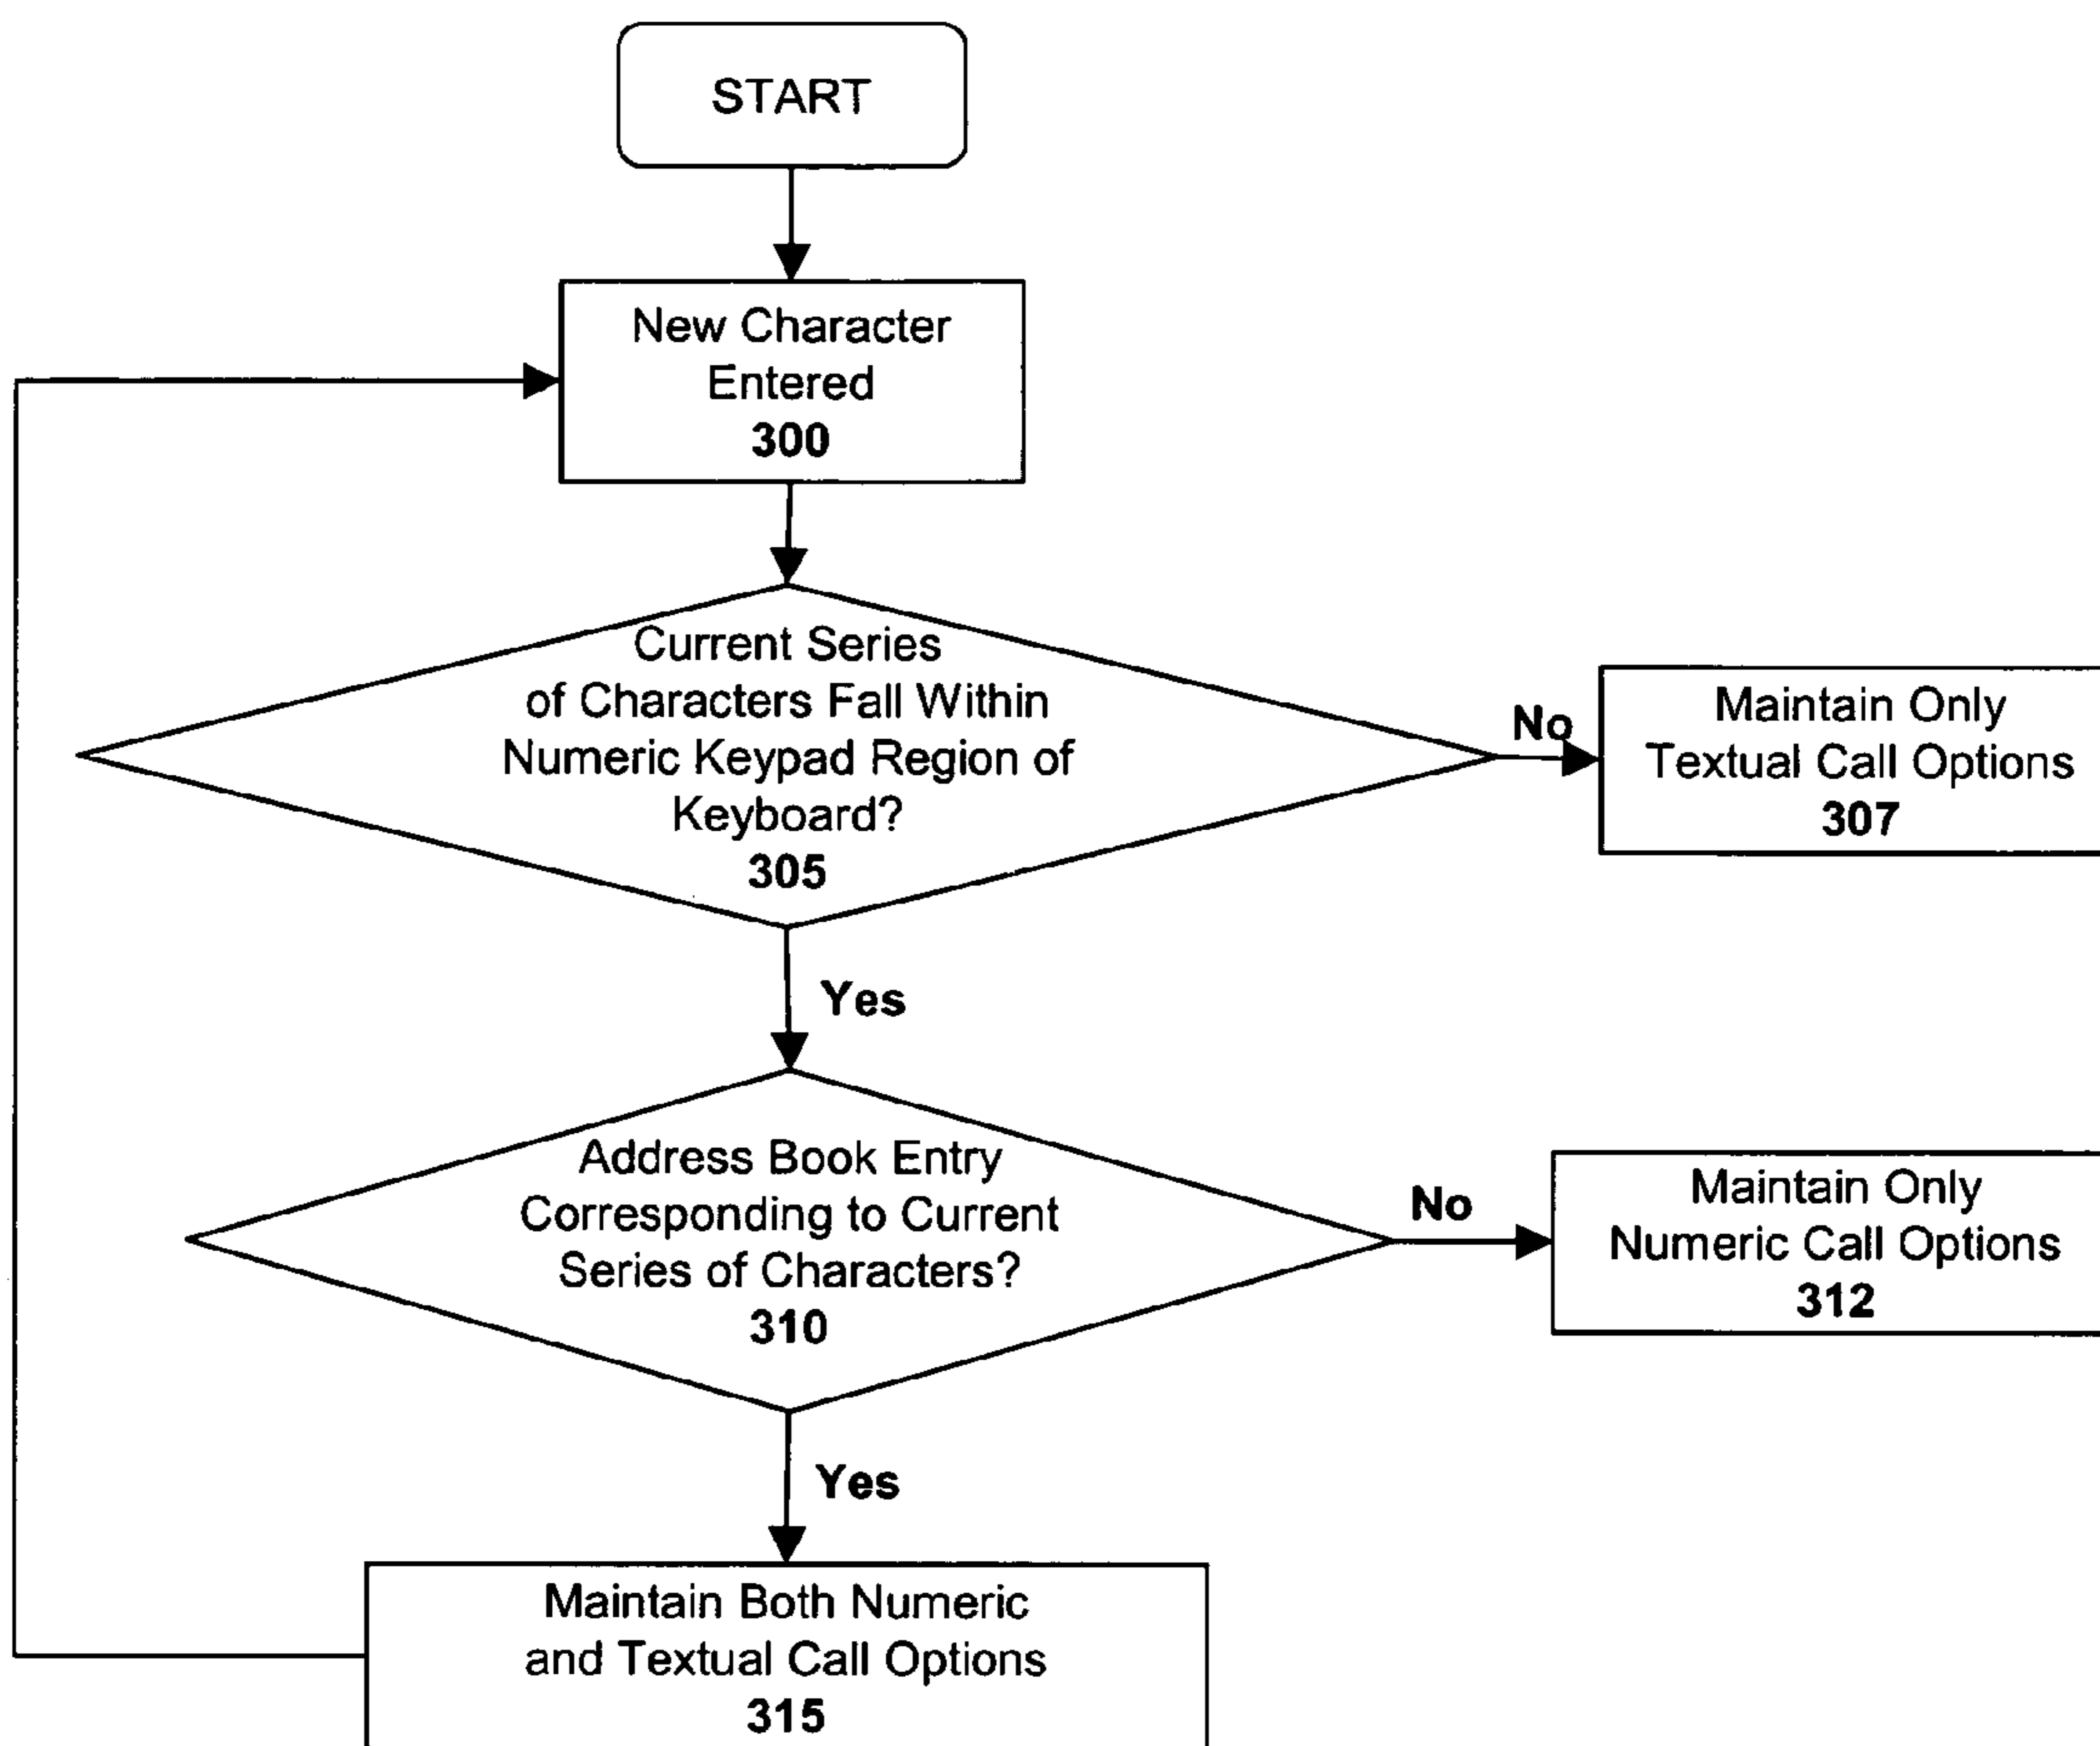 START
New Character
Entered
300
Current Series
of Characters Fall Within
Numeric Keypad Region of
Keyboard?
305
No
Maintain Only
Textual Call Options
307
Yes
Address Book Entry
Corresponding to Current
Series of Characters?
310
No
Maintain Only
Numeric Call Options
312
Yes
Maintain Both Numeric
and Textual Call Options
315